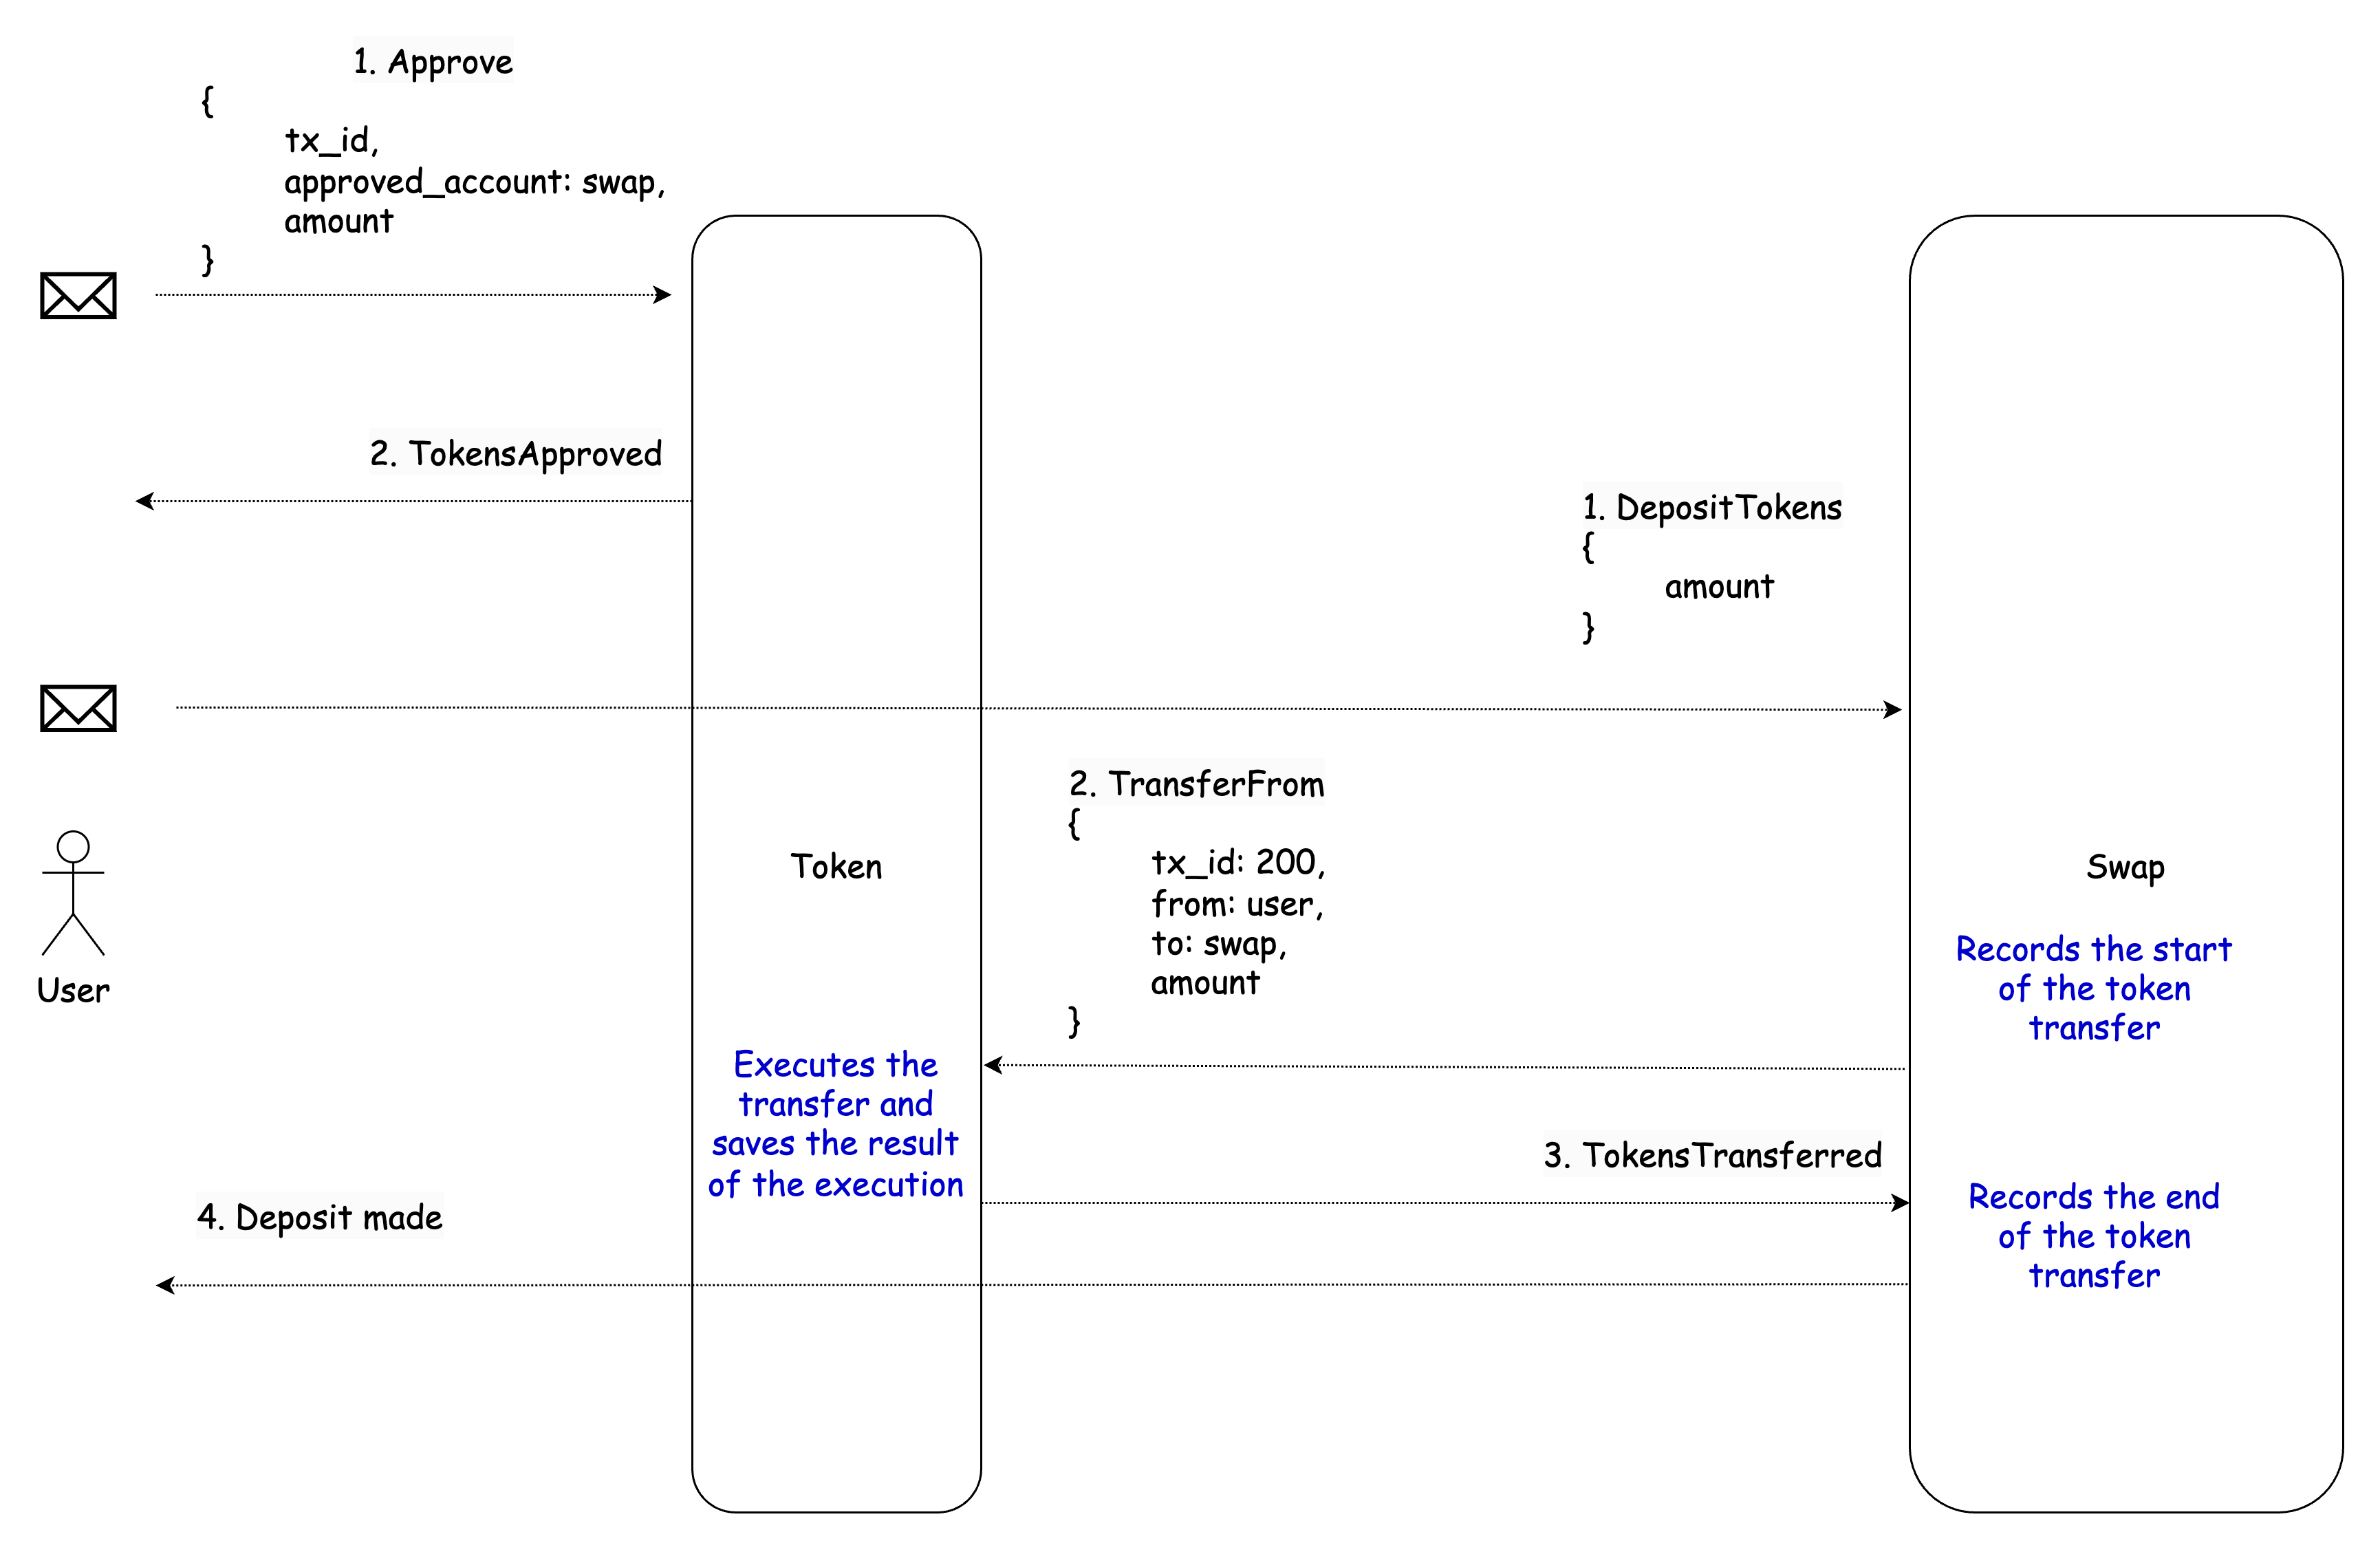 1. Approve
{
tx_id,
approved_account: swap,
amount
}
2. TokensApproved
1. DepositTokens
{
amount
}
2. TransferFrom
{
tx_id: 200,
from: user,
to: swap,
amount
}
User
Token
Swap
Records the start
of the token
transfer
Executes the
transfer and
saves the result
of the execution
3. TokensTransferred
Records the end
of the token
transfer
4. Deposit made